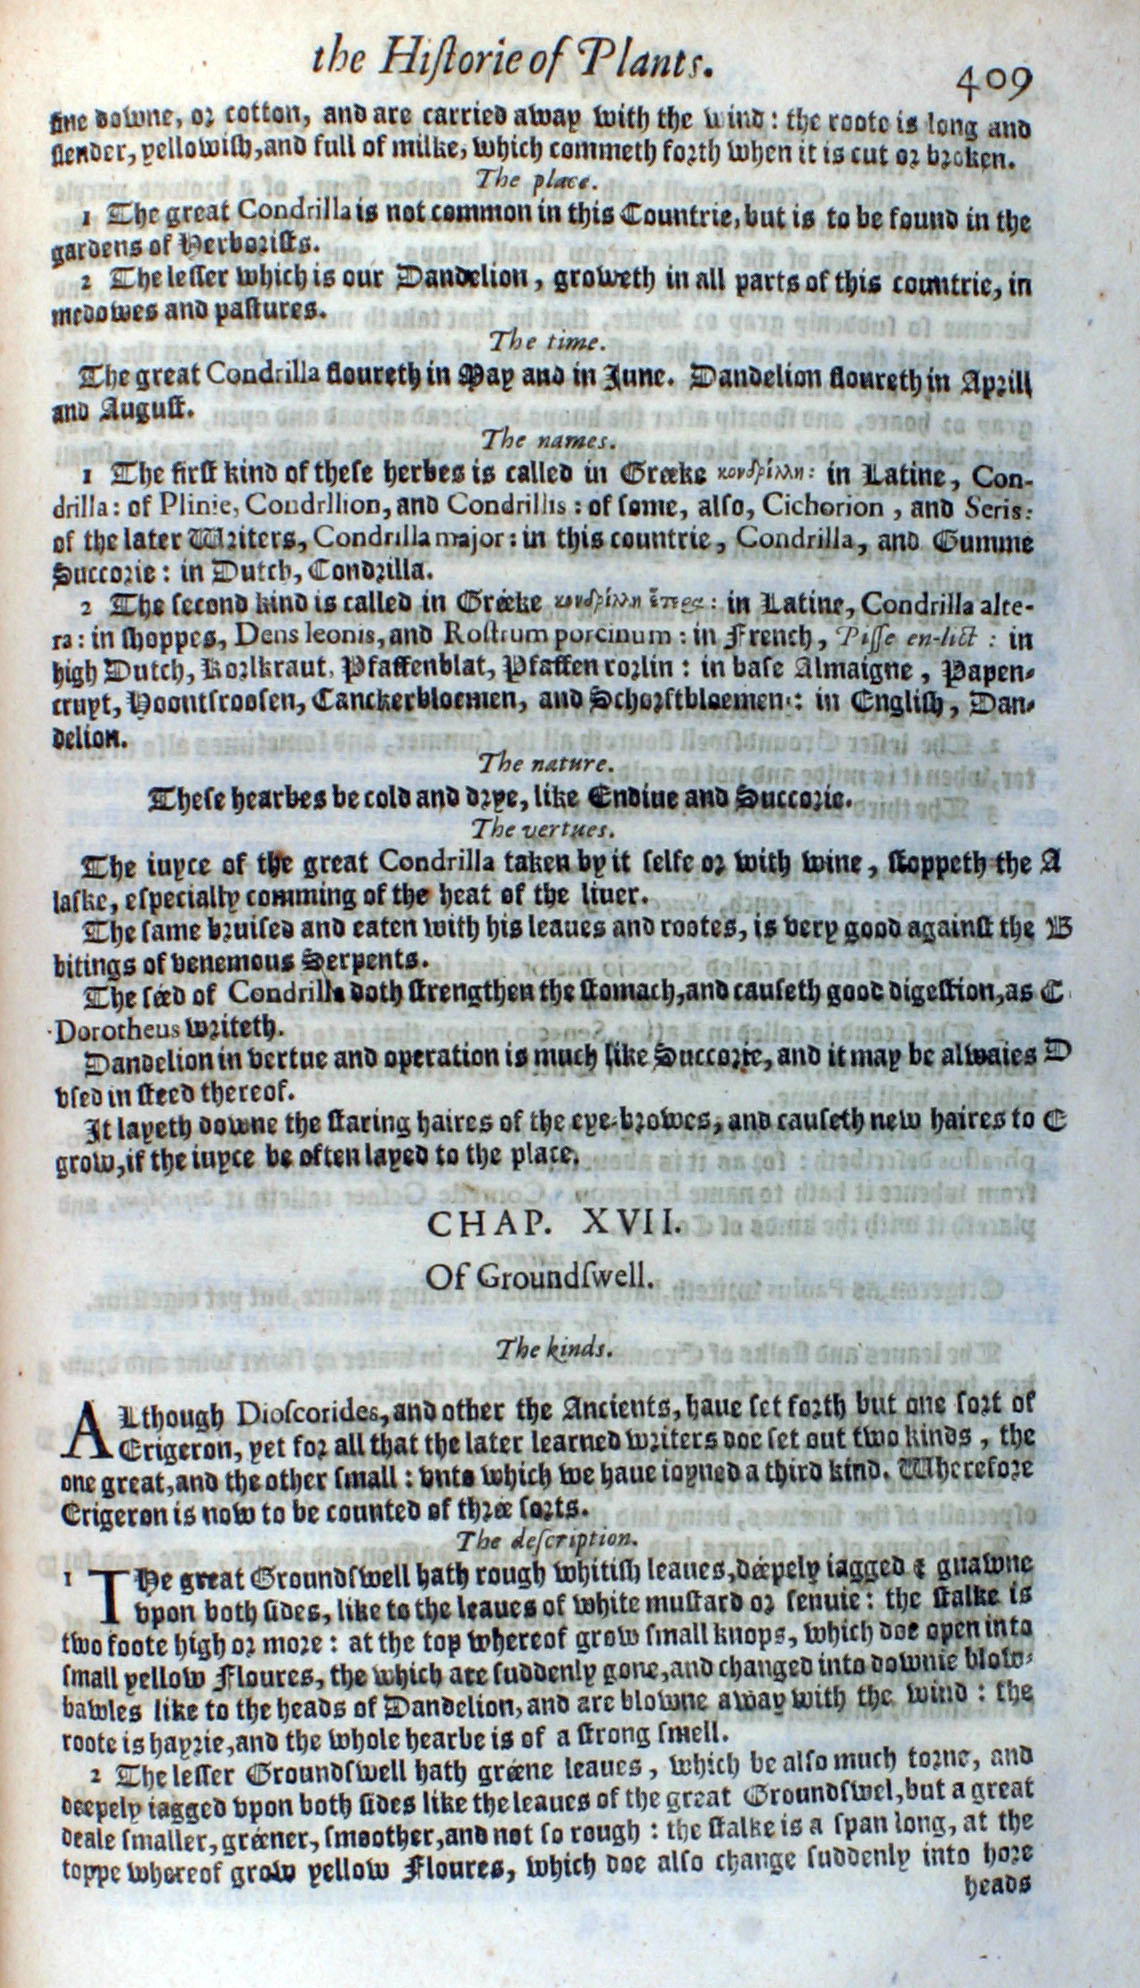 the Hiſtorie of Plants.
409
fine downe, or cotton, and are carried away with the wind: the roote is long and
ſlender, yellowiſh, and full of milke, which commeth forth when it is cut or broken.
The place.
1 The great Condrilla is not common in this Countrie, but is to be found in the
gardens of Herboriſts.
2 The leſſer which is our Dandelion, groweth in all parts of this countrie, in
medowes and paſtures.
The time.
The great Condrilla floureth in May and in June. Dandelion floureth in Aprill
and Auguſt.
The names.
1 The firſt kind of theſe herbes is called in Greeke κονδρίλλη: in Latine, Con-
drilla: of Plinie, Condrllion, and Condrillis: of ſome, alſo, Cichorion, and Seris:
of the later Writers, Condrilla major: in this countrie, Condrilla, and Gumme
Succorie: in Dutch, Condrilla.
2 The ſecond kind is called in Greeke κονδρίλλη ἕτερα: in Latine, Condrilla alte-
ra: in ſhoppes, Dens leonis, and Roſtrum porcinum: in French, Piſſe en-lict: in
high Dutch, Korlkraut, Pfaffenblat, Pfaffen rorlin: in baſe Almaigne, Papen-
cruyt, Hoontſrooſen, Canckerbloemen, and Schorſtbloemen: in Engliſh, Dan-
delion.
The nature.
Theſe hearbes be cold and drye, like Endiue and Succorie.
The vertues.
The iuyce of the great Condrilla taken by it ſelfe or with wine, ſtoppeth the A
laſke, eſpecially comming of the heat of the liuer.
The ſame bruiſed and eaten with his leaues and rootes, is very good againſt the B
bitings of venemous Serpents.
The ſeed of Condrilla doth ſtrengthen the ſtomach, and cauſeth good digeſtion, as C
Dorotheus writeth.
Dandelion in vertue and operation is much like Succorie, and it may be alwaies D
vſed in ſteed thereof.
It layeth downe the ſtaring haires of the eye-browes, and cauſeth new haires to E
grow, if the iuyce be often layed to the place.
CHAP. XVII.
Of Groundſwell.
The kinds.
ALthough Dioſcorides, and other the Ancients, haue ſet forth but one ſort of
Erigeron, yet for all that the later learned writers doe ſet out two kinds, the
one great, and the other ſmall: vnto which we haue ioyned a third kind. Wherefore
Erigeron is now to be counted of three ſorts.
The deſcription.
1 THe great Groundſwell hath rough whitiſh leaues, deepely iagged & gnawne
vpon both ſides, like to the leaues of white muſtard or ſenuie: the ſtalke is
two foote high or more: at the top whereof grow ſmall knops, which doe open into
ſmall yellow Floures, the which are ſuddenly gone, and changed into downie blow-
bawles like to the heads of Dandelion, and are blowne away with the wind: the
roote is hayrie, and the whole hearbe is of a ſtrong ſmell.
2 The leſſer Groundſwell hath greene leaues, which be alſo much torne, and
deepely iagged vpon both ſides like the leaues of the great Groundſwel, but a great
deale ſmaller, greener, ſmoother, and not ſo rough: the ſtalke is a ſpan long, at the
toppe whereof grow yellow Floures, which doe alſo change ſuddenly into hore
heads